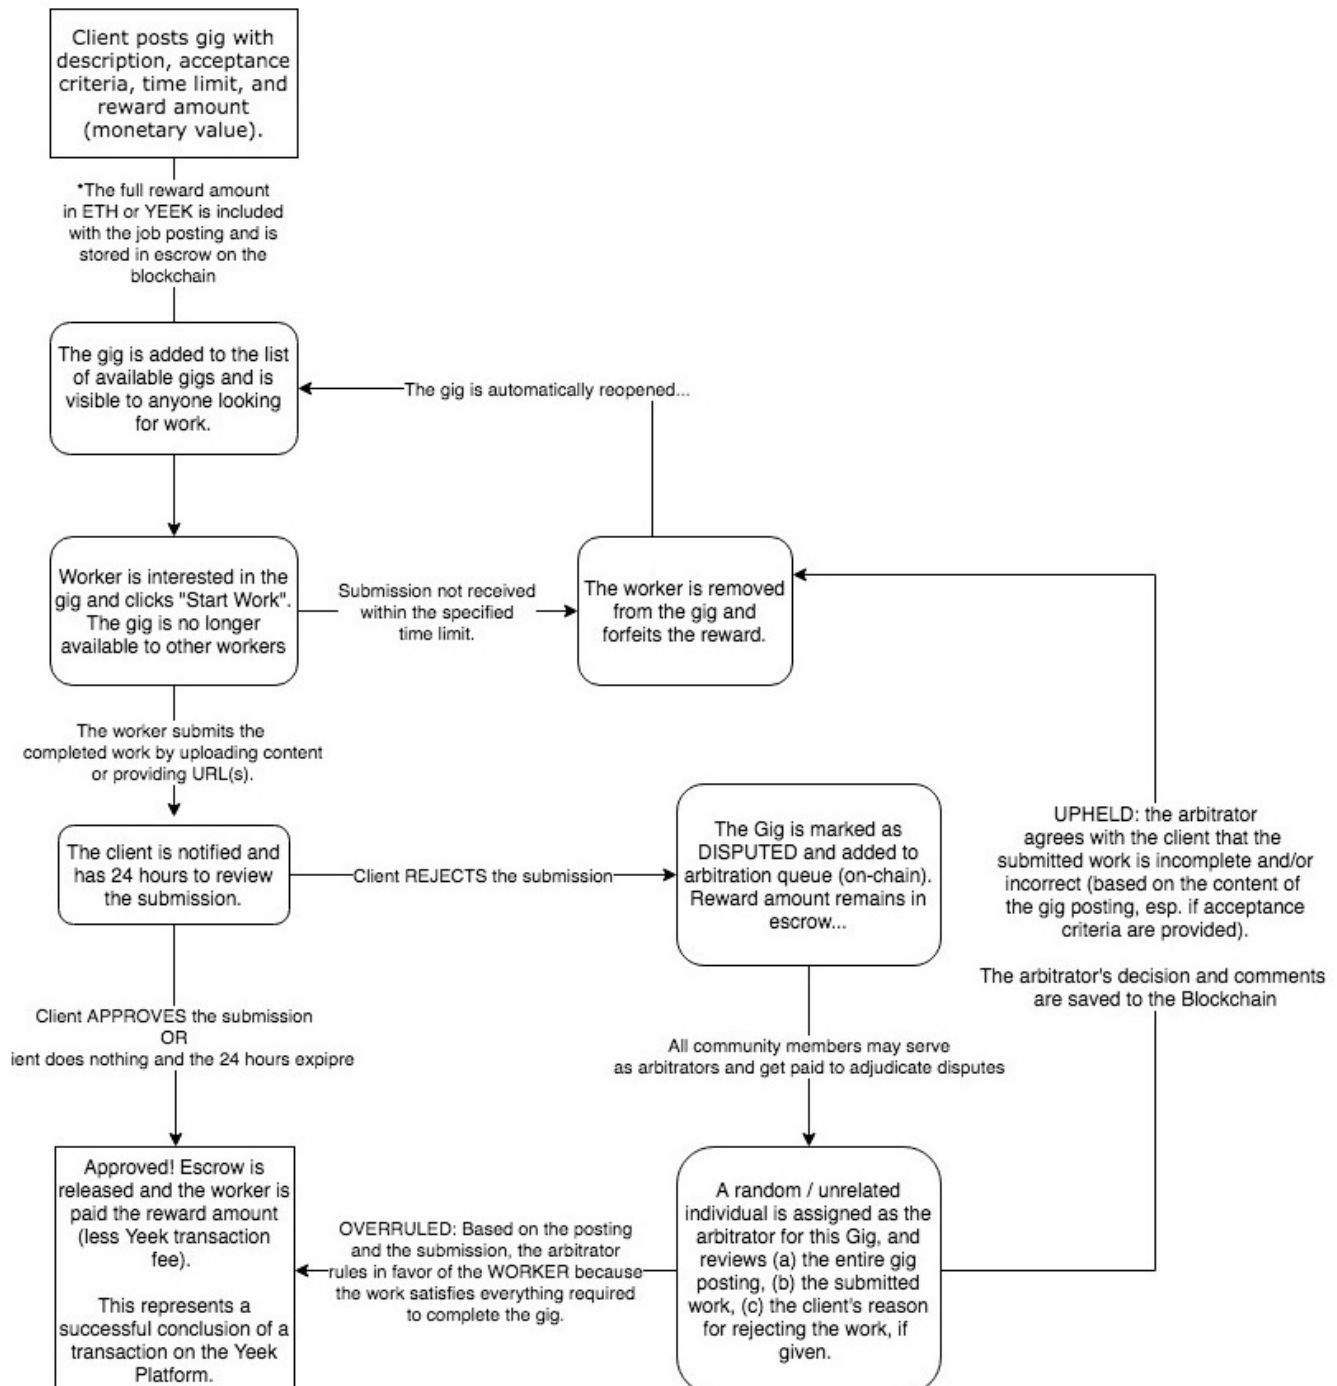 Client posts gig with
description, acceptance
criteria, time limit, and
reward amount
(monetary value).
*The full reward amount
in ETH or YEEK is included
with the job posting and is
stored in escrow on the
blockchain
The gig is added to the list
of available gigs and is
visible to anyone looking
for work.
The gig is automatically reopened...
Worker is interested in the
gig and clicks "Start Work".
The gig is no longer
available to other workers
Submission not received
within the specified
time limit.
The worker is removed
from the gig and
forfeits the reward.
The worker submits the
completed work by uploading content
or providing URL(s).
The client is notified and
has 24 hours to review
the submission.
Client REJECTS the submission
The Gig is marked as
DISPUTED and added to
arbitration queue (on-chain).
Reward amount remains in
escrow...
UPHELD: the arbitrator
agrees with the client that the
submitted work is incomplete and/or
incorrect (based on the content of
the gig posting, esp. if acceptance
criteria are provided).
The arbitrator's decision and comments
are saved to the Blockchain
Client APPROVES the submission
OR
ient does nothing and the 24 hours expipre
All community members may serve
as arbitrators and get paid to adjudicate disputes
Approved! Escrow is
released and the worker is
paid the reward amount
(less Yeek transaction
fee).
This represents a
successful conclusion of a
transaction on the Yeek
Platform.
OVERRULED: Based on the posting
and the submission, the arbitrator
rules in favor of the WORKER because
the work satisfies everything required
to complete the gig.
A random / unrelated
individual is assigned as the
arbitrator for this Gig, and
reviews (a) the entire gig
posting, (b) the submitted
work, (c) the client's reason
for rejecting the work, if
given.